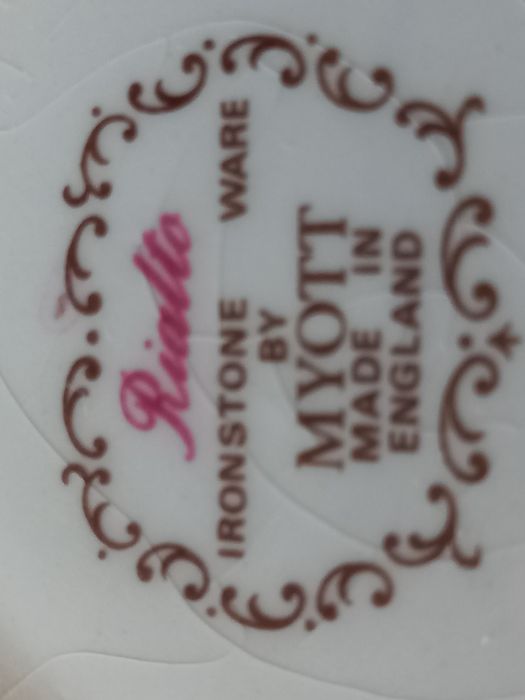 Rialto
IRONSTONE WARE
BY
MYOTT
MADE IN
ENGLAND